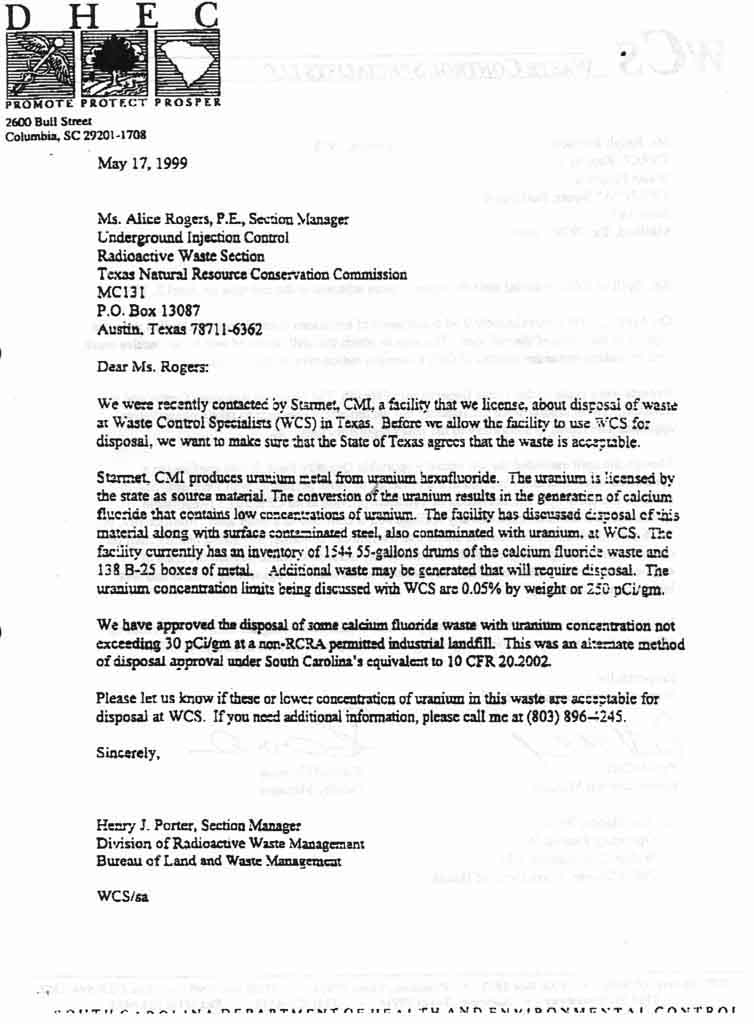 D H E C
PROMOTE PROTECT PROSPER
2600 Bull Street
Columbia, SC 29201-1708
May 17, 1999
Ms. Alice Rogers, P.E., Section Manager
Underground Injection Control
Radioactive Waste Section
Texas Natural Resource Conservation Commission
MC131
P.O. Box 13087
Austin, Texas 78711-6362
Dear Ms. Rogers:
We were recently contacted by Starmet, CMI, a facility that we license, about disposal of waste
at Waste Control Specialists (WCS) in Texas. Before we allow the facility to use WCS for
disposal, we want to make sure that the State of Texas agrees that the waste is acceptable.
Starmet, CMI produces uranium metal from uranium hexafluoride. The uranium is licensed by
the state as source material. The conversion of the uranium results in the generation of calcium
fluoride that contains low concentrations of uranium. The facility has discussed disposal of this
material along with surface contaminated steel, also contaminated with uranium, at WCS. The
facility currently has an inventory of 1544 55-gallons drums of the calcium fluoride waste and
138 B-25 boxes of metal. Additional waste may be generated that will require disposal. The
uranium concentration limits being discussed with WCS are 0.05% by weight or 250 pCi/gm.
We have approved the disposal of some calcium fluoride waste with uranium concentration not
exceeding 30 pCi/gm at a non-RCRA permitted industrial landfill. This was an alternate method
of disposal approval under South Carolina's equivalent to 10 CFR 20.2002.
Please let us know if these or lower concentration of uranium in this waste are acceptable for
disposal at WCS. If you need additional information, please call me at (803) 896-4245.
Sincerely,
Henry J. Porter, Section Manager
Division of Radioactive Waste Management
Bureau of Land and Waste Management
WCS/sa
SOUTH CAROLINA DEPARTMENT OF HEALTH AND ENVIRONMENTAL CONTROL